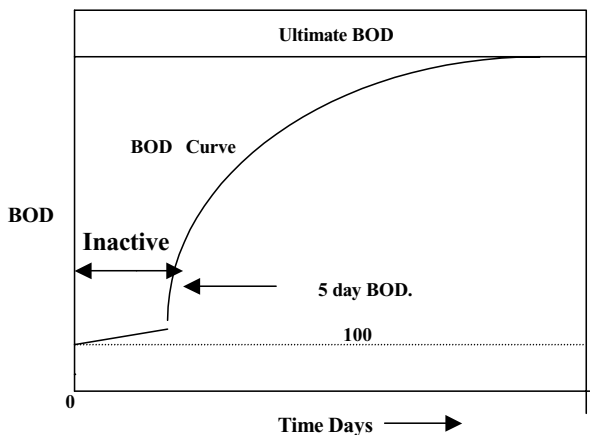 Ultimate BOD
BOD Curve
BOD
Inactive
5 day BOD.
100
0
Time Days